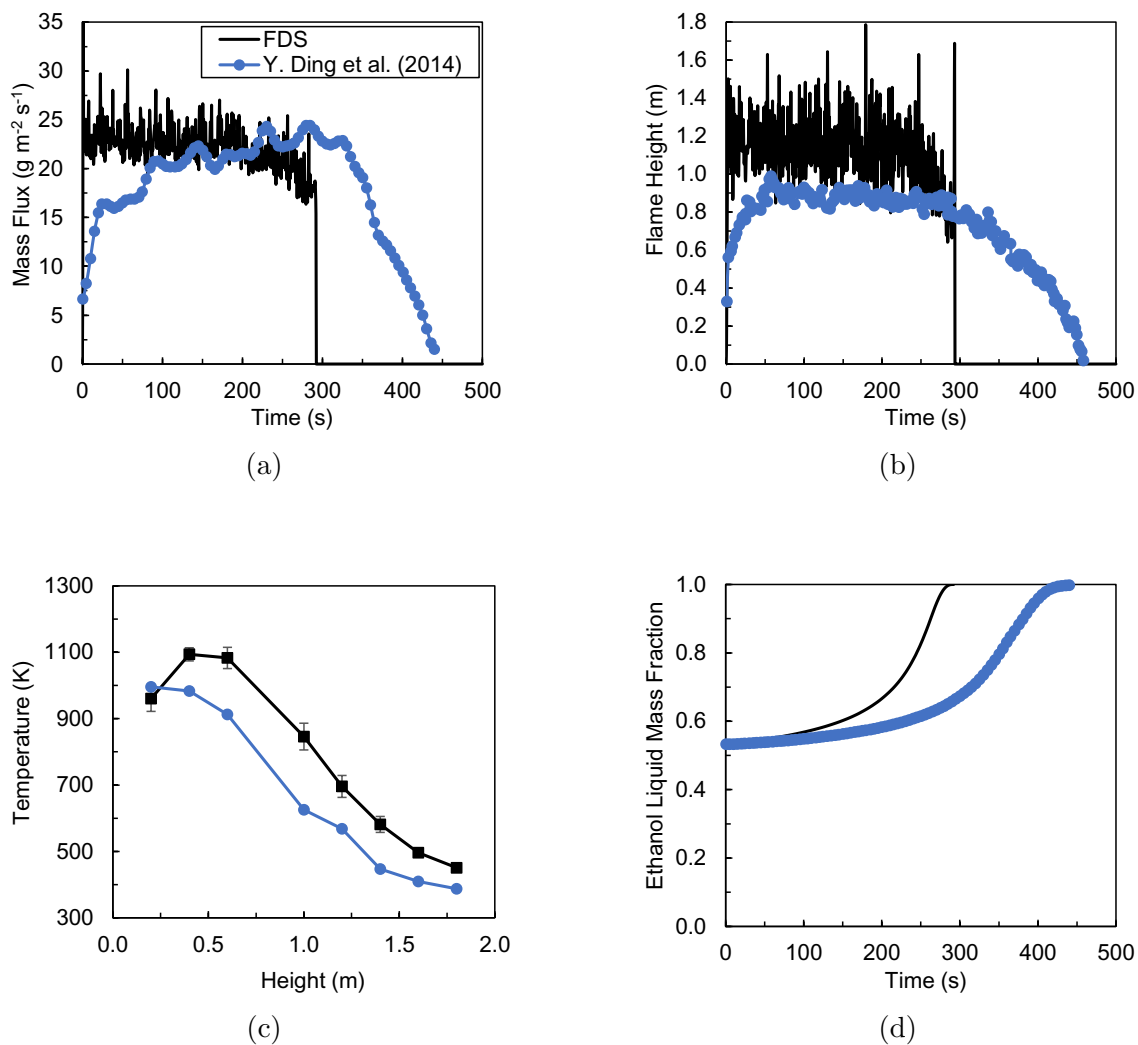 35
30
25
20
15
10
5
0
Mass Flux (g m⁻² s⁻¹)
FDS
Y. Ding et al. (2014)
0 100 200 300 400 500
Time (s)
(a)
1.8
1.6
1.4
1.2
1.0
0.8
0.6
0.4
0.2
0.0
Flame Height (m)
0 100 200 300 400 500
Time (s)
(b)
1300
1100
900
700
500
300
Temperature (K)
0.0 0.5 1.0 1.5 2.0
Height (m)
(c)
1.0
0.8
0.6
0.4
0.2
0.0
Ethanol Liquid Mass Fraction
0 100 200 300 400 500
Time (s)
(d)